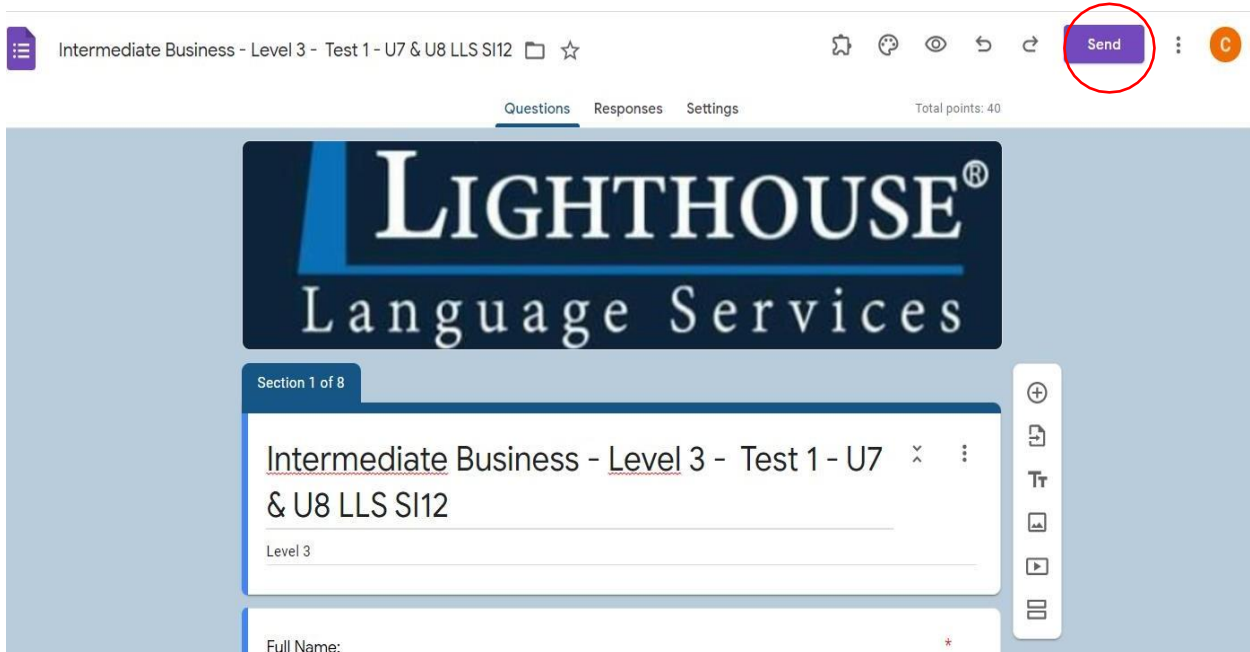 Intermediate Business - Level 3 - Test 1 - U7 & U8 LLS SI12
Send
C
Questions Responses Settings
Total points: 40
LIGHTHOUSE®
Language Services
Section 1 of 8
Intermediate Business - Level 3 - Test 1 - U7
& U8 LLS SI12
Level 3
Full Name: *